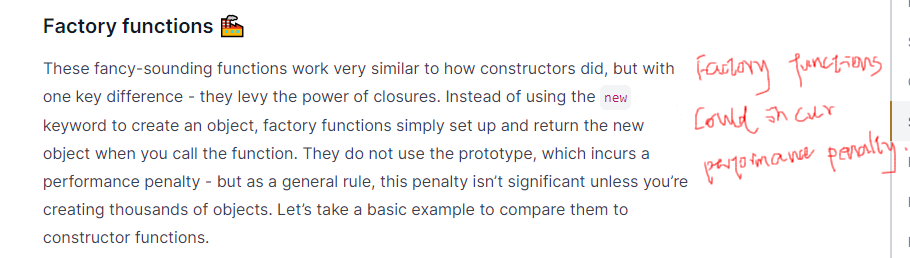 Factory functions 🏭
These fancy-sounding functions work very similar to how constructors did, but with
one key difference - they levy the power of closures. Instead of using the new
keyword to create an object, factory functions simply set up and return the new
object when you call the function. They do not use the prototype, which incurs a
performance penalty - but as a general rule, this penalty isn’t significant unless you’re
creating thousands of objects. Let’s take a basic example to compare them to
constructor functions.
Factory functions
Could incur
performance penalty.